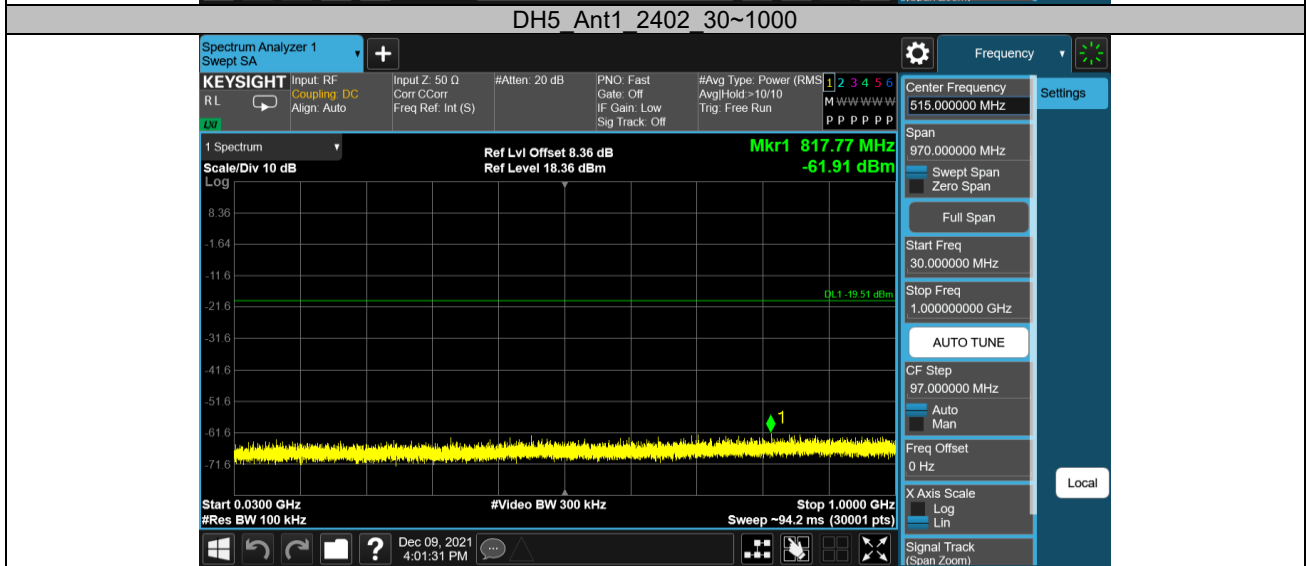 DH5_Ant1_2402_30~1000
Spectrum Analyzer 1
Swept SA
Frequency
KEYSIGHT
R L
LXI
Input: RF
Coupling: DC
Align: Auto
Input Z: 50 Ω
Corr CCorr
Freq Ref: Int (S)
#Atten: 20 dB
PNO: Fast
Gate: Off
IF Gain: Low
Sig Track: Off
#Avg Type: Power (RMS
Avg|Hold:>10/10
Trig: Free Run
1 2 3 4 5 6
M W W W W W
P P P P P P
1 Spectrum
Scale/Div 10 dB
Log
Ref Lvl Offset 8.36 dB
Ref Level 18.36 dBm
Mkr1 817.77 MHz
-61.91 dBm
8.36
-1.64
-11.6
-21.6
-31.6
-41.6
-51.6
-61.6
-71.6
DL1 -19.51 dBm
1
Start 0.0300 GHz
#Res BW 100 kHz
#Video BW 300 kHz
Stop 1.0000 GHz
Sweep ~94.2 ms (30001 pts)
Dec 09, 2021
4:01:31 PM
Center Frequency
515.000000 MHz
Span
970.000000 MHz
Swept Span
Zero Span
Full Span
Start Freq
30.000000 MHz
Stop Freq
1.000000000 GHz
AUTO TUNE
CF Step
97.000000 MHz
Auto
Man
Freq Offset
0 Hz
X Axis Scale
Log
Lin
Signal Track
(Span Zoom)
Settings
Local